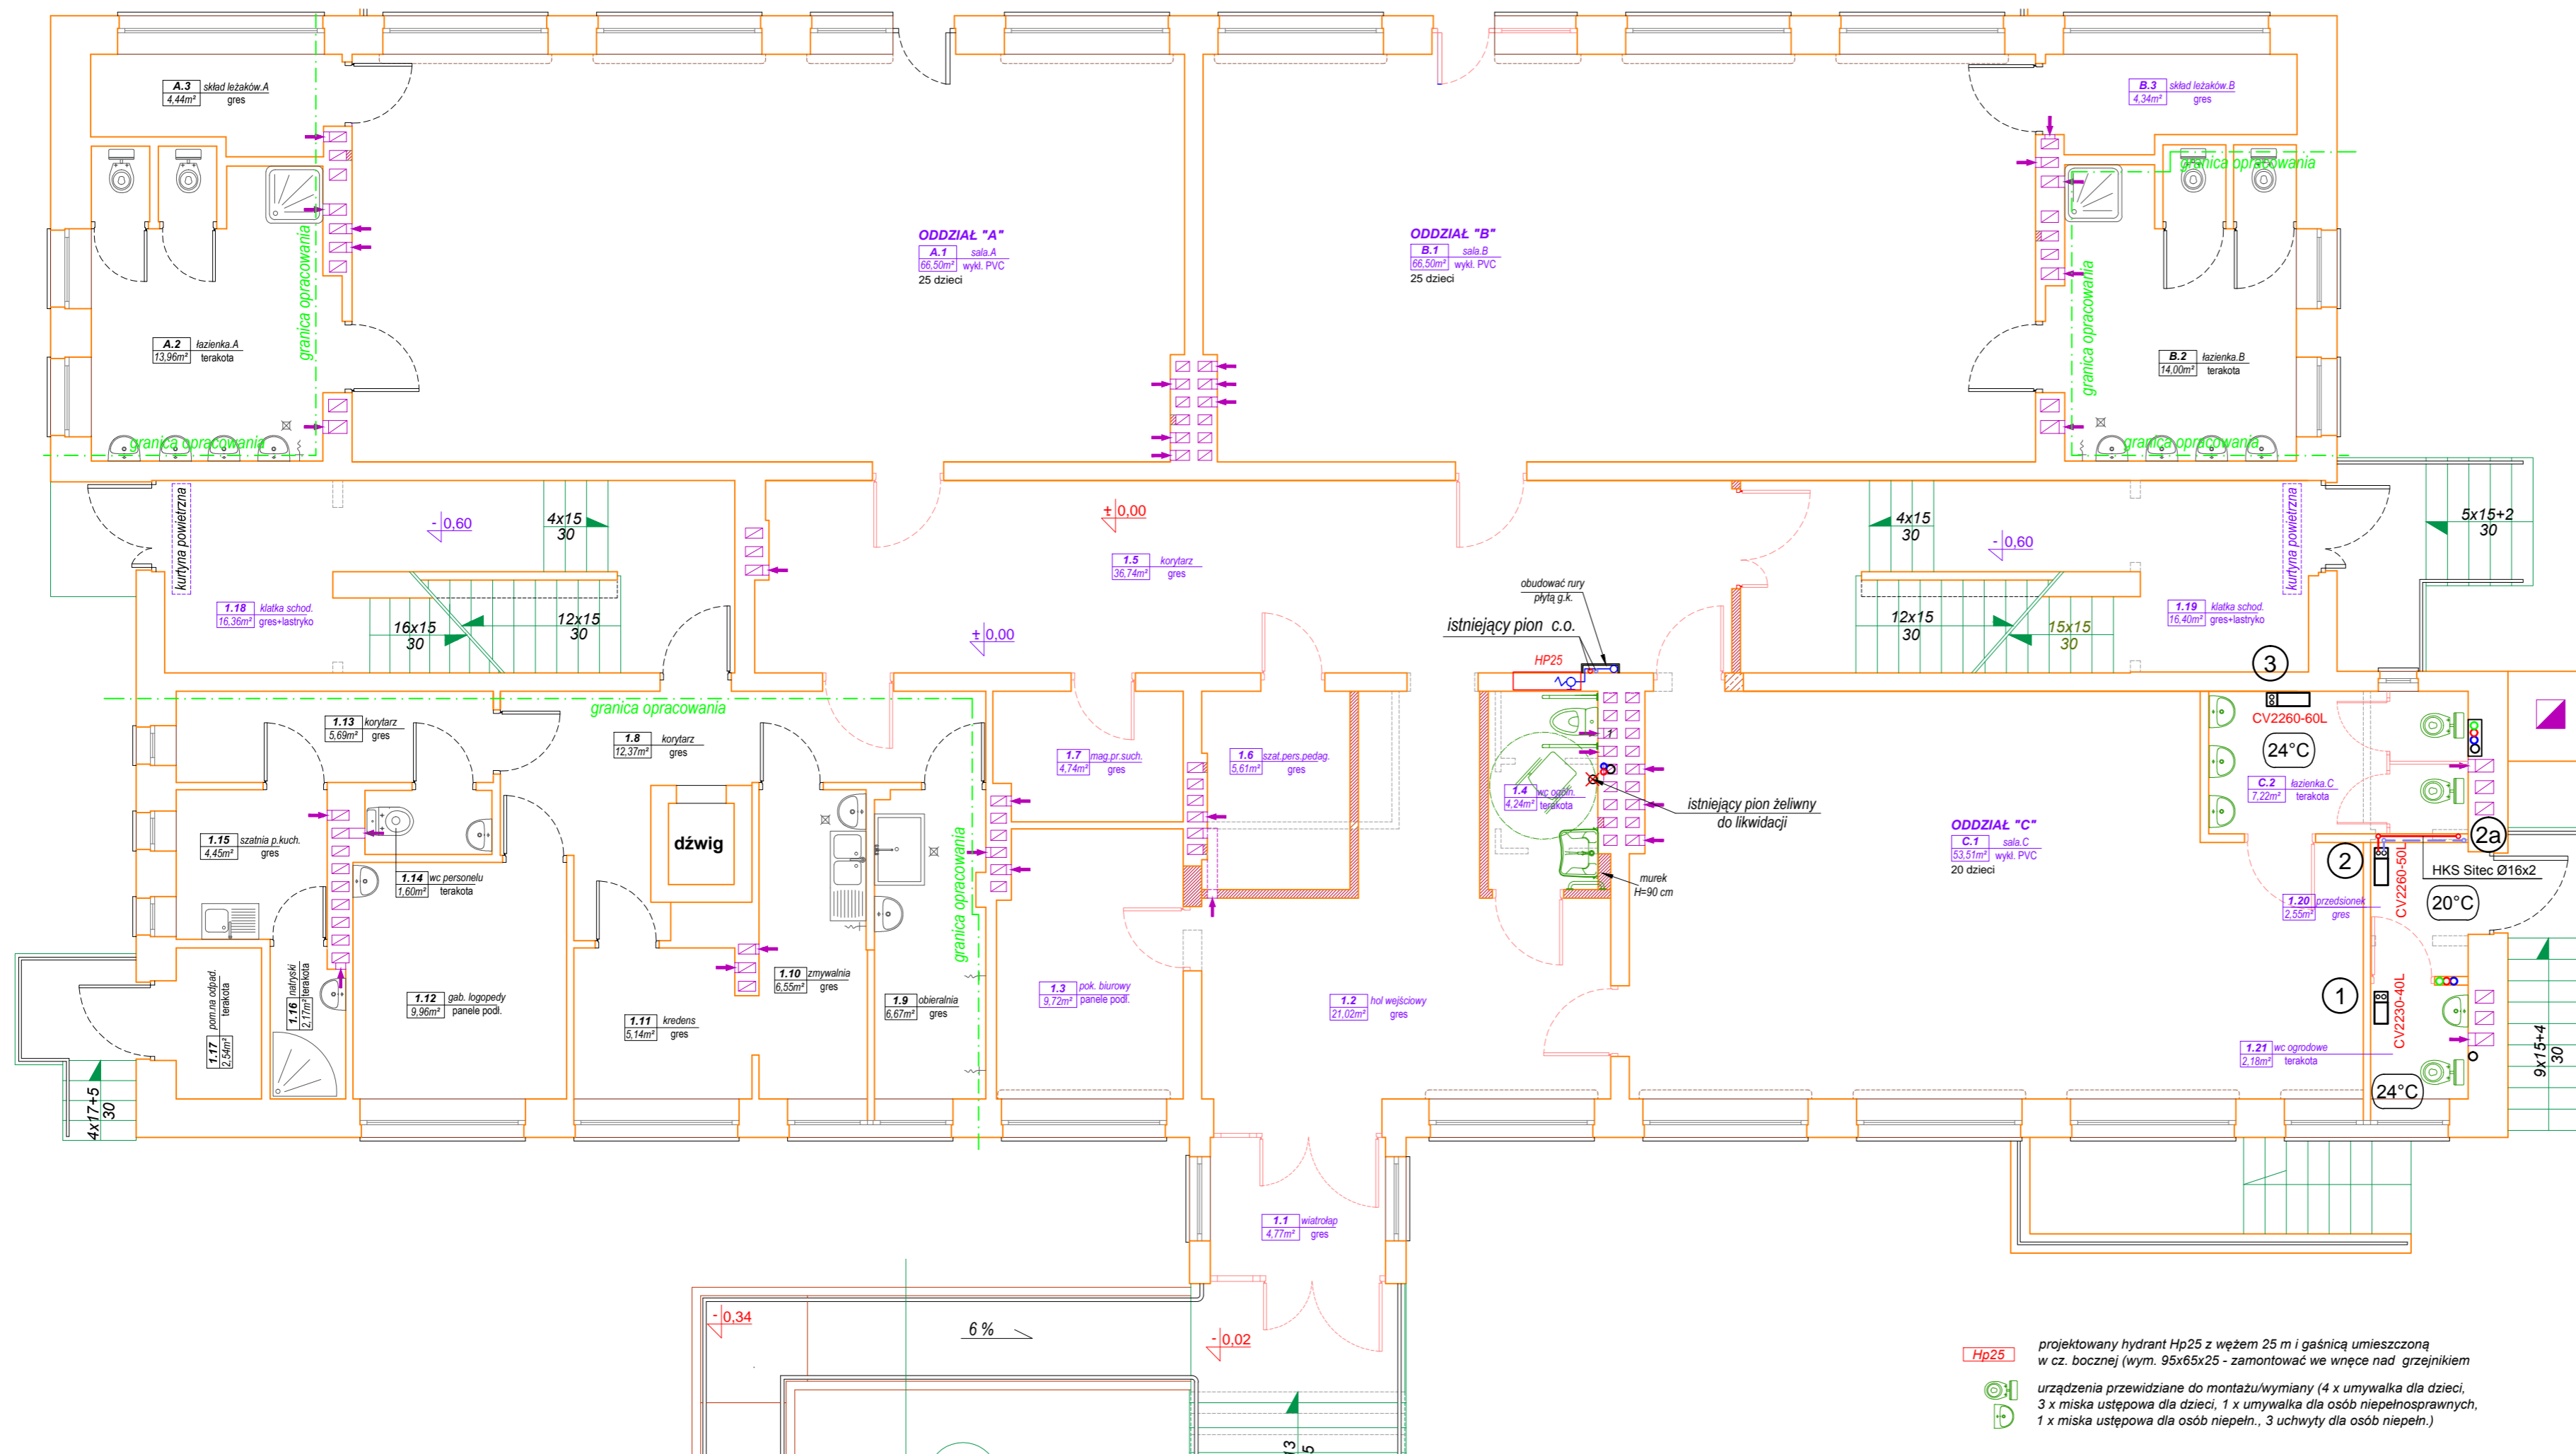 A.3 skład leżaków.A
4,44m² gres
B.3 skład leżaków.B
4,34m² gres
granica opracowania
granica opracowania
granica opracowania
ODDZIAŁ "A"
A.1 sala.A
66,50m² wykł. PVC
25 dzieci
ODDZIAŁ "B"
B.1 sala.B
66,50m² wykł. PVC
25 dzieci
A.2 łazienka.A
13,96m² terakota
B.2 łazienka.B
14,00m² terakota
granica opracowania
granica opracowania
kurtyna powietrzna
- 0,60
4x15
30
± 0,00
4x15
30
- 0,60
kurtyna powietrzna
5x15+2
30
1.5 korytarz
36,74m² gres
1.18 klatka schod.
16,36m² gres+lastryko
16x15
30
12x15
30
± 0,00
obudować rury
płytą g.k.
istniejący pion c.o.
HP25
12x15
30
15x15
30
1.19 klatka schod.
16,40m² gres+lastryko
3
granica opracowania
1.13 korytarz
5,69m² gres
1.8 korytarz
12,37m² gres
1.7 mag.pr.such.
4,74m² gres
1.6 szat.pers.pedag.
5,61m² gres
1
1.4 wc ogóln.
4,24m² terakota
istniejący pion żeliwny
do likwidacji
CV2260-60L
24°C
C.2 łazienka.C
7,22m² terakota
ODDZIAŁ "C"
C.1 sala.C
53,51m² wykł. PVC
20 dzieci
2a
2
HKS Sitec Ø16x2
CV2260-50L
20°C
1.15 szatnia p.kuch.
4,45m² gres
dźwig
granica opracowania
1.14 wc personelu
1,60m² terakota
murek
H=90 cm
1.20 przedsionek
2,55m² gres
1.17 pom.na odpad.
2,54m² terakota
1.16 natryski
2,17m² terakota
1.12 gab. logopedy
9,96m² panele podł.
1.10 zmywalnia
6,55m² gres
1.11 kredens
5,14m² gres
1.9 obieralnia
6,67m² gres
1.3 pok. biurowy
9,72m² panele podł.
1.2 hol wejściowy
21,02m² gres
1
CV2230-40L
1.21 wc ogrodowe
2,18m² terakota
24°C
9x15+4
30
4x17+5
30
1.1 wiatrołap
4,77m² gres
- 0,34
6 %
- 0,02
Hp25
projektowany hydrant Hp25 z wężem 25 m i gaśnicą umieszczoną
w cz. bocznej (wym. 95x65x25 - zamontować we wnęce nad grzejnikiem
urządzenia przewidziane do montażu/wymiany (4 x umywalka dla dzieci,
3 x miska ustępowa dla dzieci, 1 x umywalka dla osób niepełnosprawnych,
1 x miska ustępowa dla osób niepełn., 3 uchwyty dla osób niepełn.)